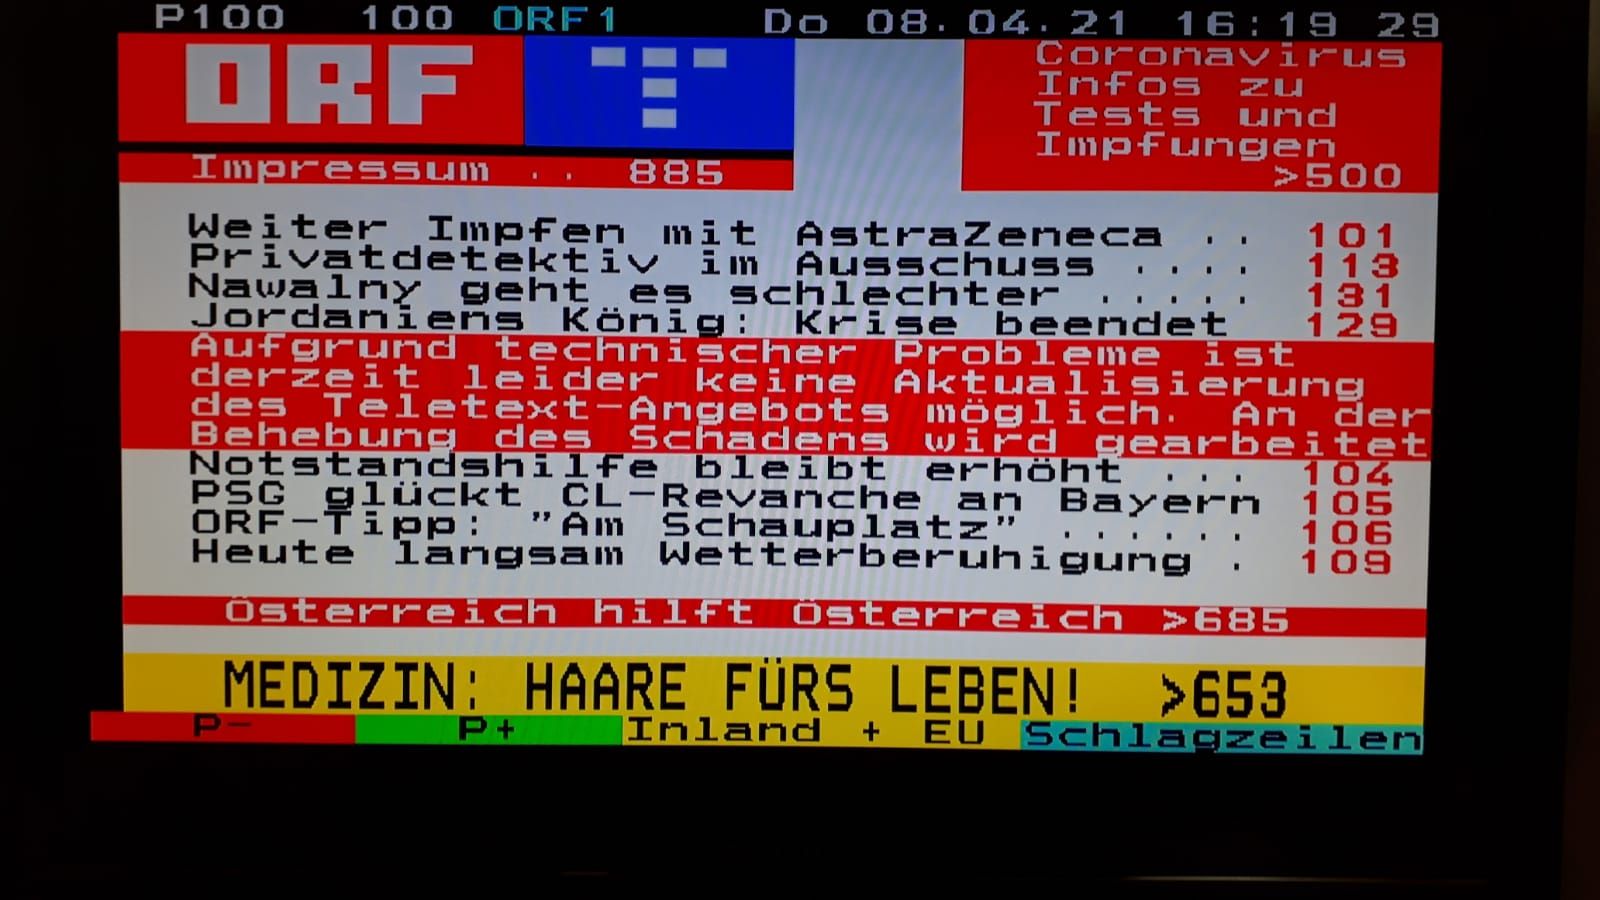 P100 100 ORF1 Do 08.04.21 16:19 29
ORF T
Coronavirus
Infos zu
Tests und
Impfungen
>500
Impressum .. 885
Weiter Impfen mit AstraZeneca .. 101
Privatdetektiv im Ausschuss .... 113
Nawalny geht es schlechter ..... 131
Jordaniens König: Krise beendet 129
Aufgrund technischer Probleme ist
derzeit leider keine Aktualisierung
des Teletext-Angebots möglich. An der
Behebung des Schadens wird gearbeitet
Notstandshilfe bleibt erhöht ... 104
PSG glückt CL-Revanche an Bayern 105
ORF-Tipp: "Am Schauplatz" ...... 106
Heute langsam Wetterberuhigung . 109
Österreich hilft Österreich >685
MEDIZIN: HAARE FÜRS LEBEN! >653
P- P+ Inland + EU Schlagzeilen